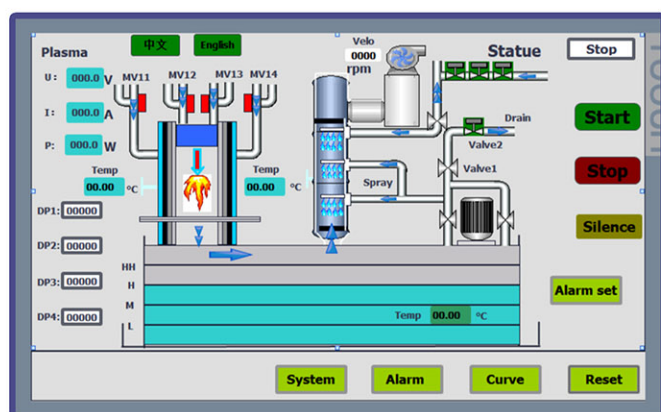 Plasma
中文
English
Velo
0000
rpm
Statue
Stop
U: 000.0 V
MV11
MV12
MV13
MV14
I: 000.0 A
P: 000.0 W
Drain
Start
Valve2
Temp
00.00 °C
Temp
00.00 °C
Valve1
Stop
Spray
DP1: 00000
DP2: 00000
Silence
DP3: 00000
DP4: 00000
HH
H
M
L
Alarm set
Temp 00.00 °C
System
Alarm
Curve
Reset